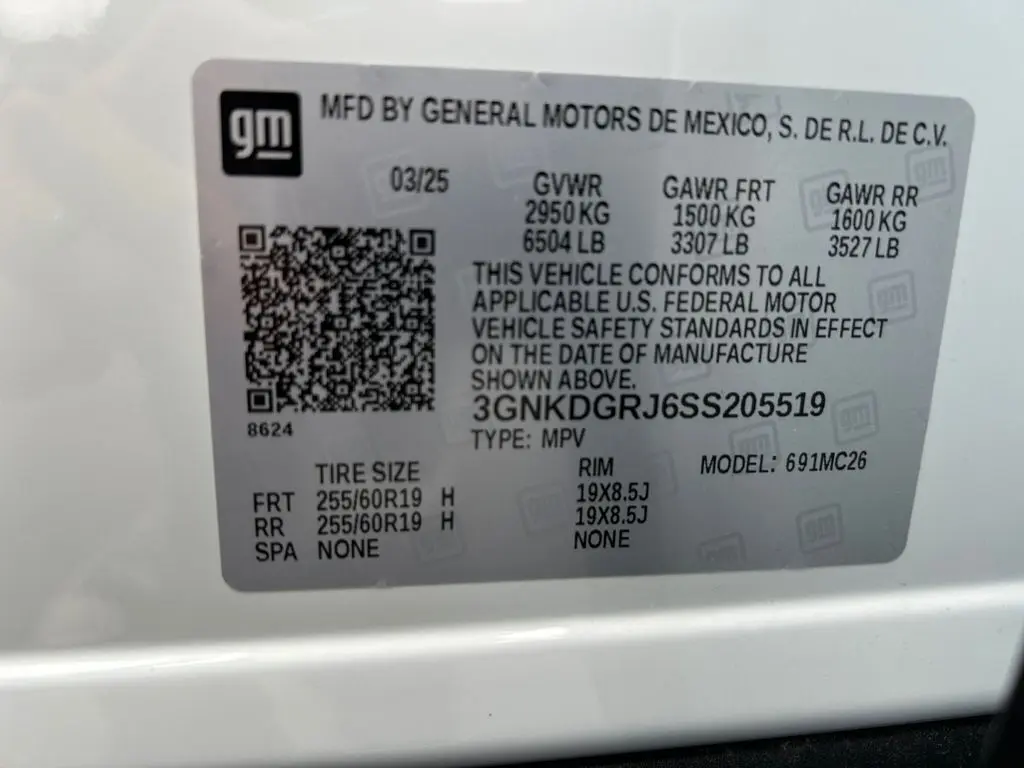 gm
MFD BY GENERAL MOTORS DE MEXICO, S. DE R.L. DE C.V.
03/25 GVWR GAWR FRT GAWR RR
2950 KG 1500 KG 1600 KG
6504 LB 3307 LB 3527 LB
THIS VEHICLE CONFORMS TO ALL
APPLICABLE U.S. FEDERAL MOTOR
VEHICLE SAFETY STANDARDS IN EFFECT
ON THE DATE OF MANUFACTURE
SHOWN ABOVE.
3GNKDGRJ6SS205519
8624
TYPE: MPV
TIRE SIZE RIM MODEL: 691MC26
FRT 255/60R19 H 19X8.5J
RR 255/60R19 H 19X8.5J
SPA NONE NONE